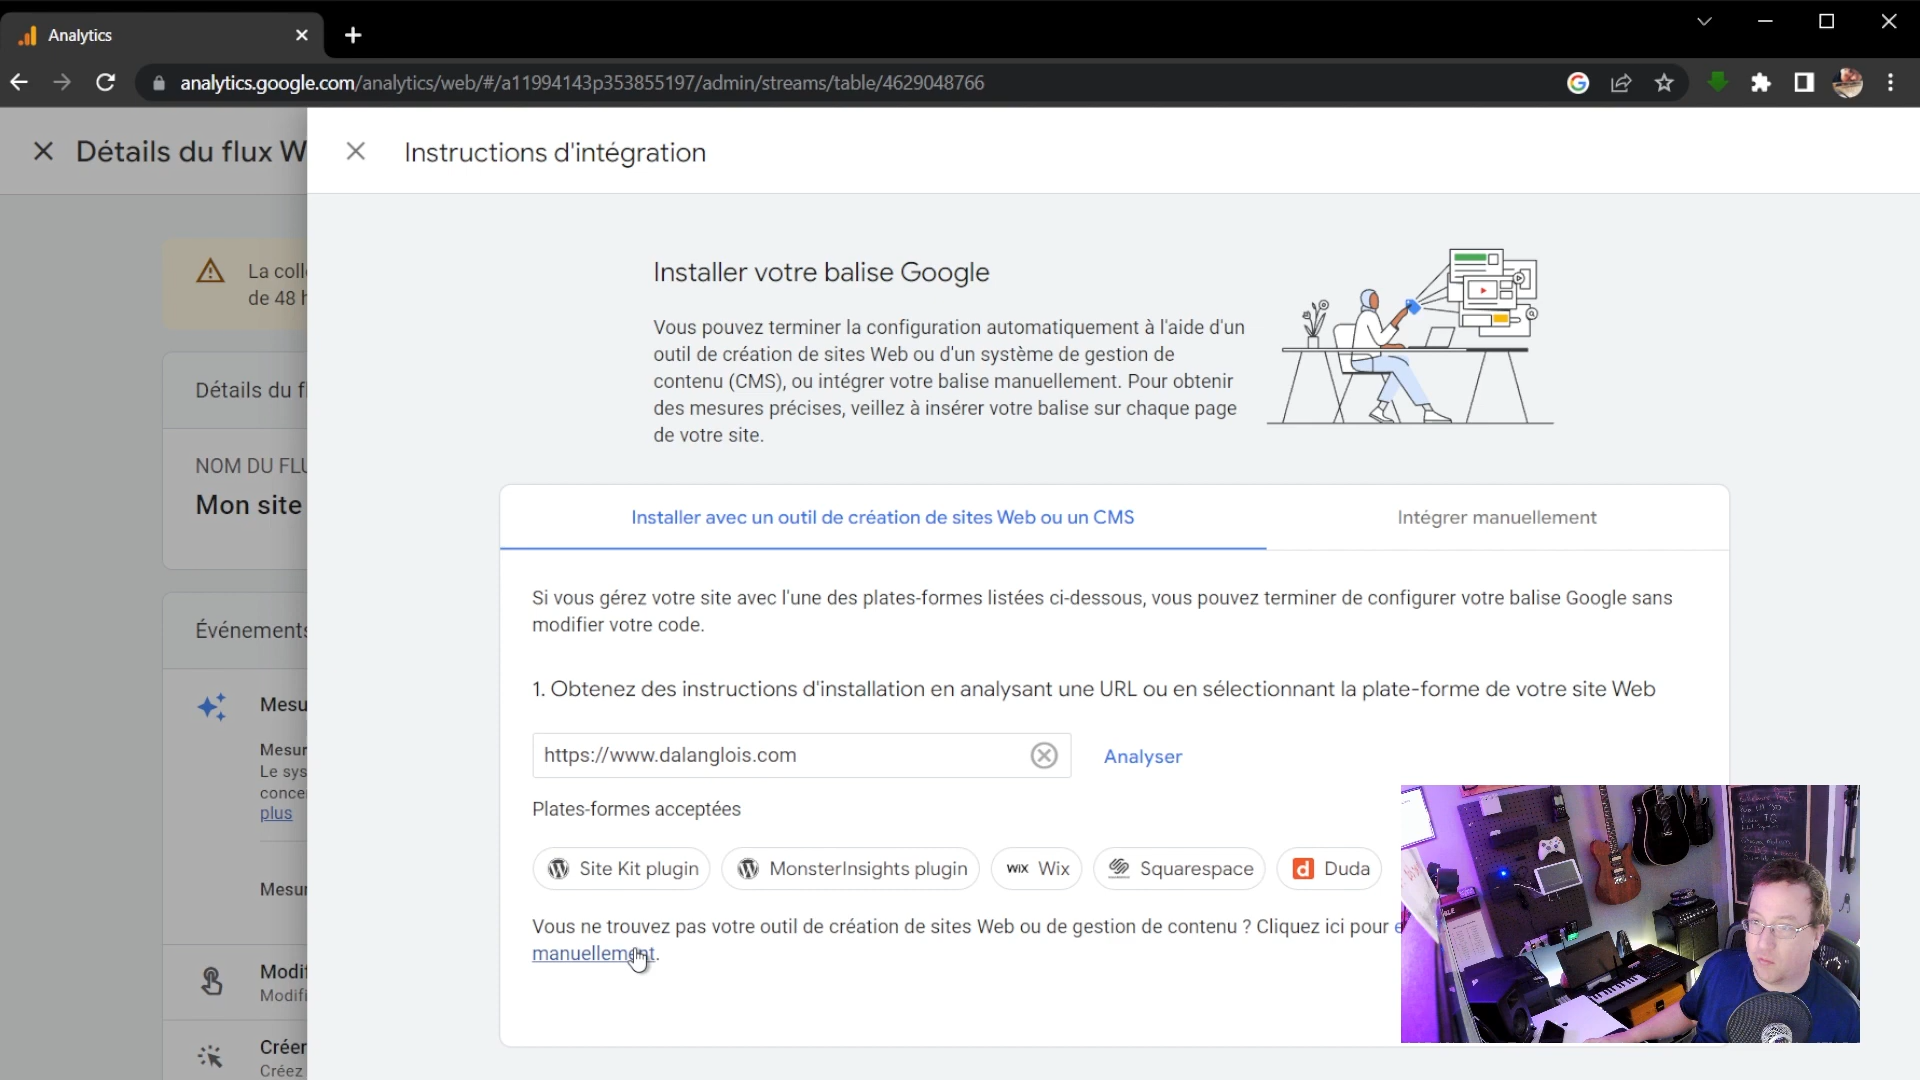 Analytics
analytics.google.com/analytics/web/#/a11994143p353855197/admin/streams/table/4629048766
Détails du flux W
Instructions d'intégration
La coll
de 48 h
Détails du fl
NOM DU FLU
Mon site
Événements
Mesu
Mesur
Le sys
conce
plus
Mesur
Modif
Modifi
Créer
Créez
Installer votre balise Google
Vous pouvez terminer la configuration automatiquement à l'aide d'un
outil de création de sites Web ou d'un système de gestion de
contenu (CMS), ou intégrer votre balise manuellement. Pour obtenir
des mesures précises, veillez à insérer votre balise sur chaque page
de votre site.
Installer avec un outil de création de sites Web ou un CMS
Intégrer manuellement
Si vous gérez votre site avec l'une des plates-formes listées ci-dessous, vous pouvez terminer de configurer votre balise Google sans
modifier votre code.
1. Obtenez des instructions d'installation en analysant une URL ou en sélectionnant la plate-forme de votre site Web
https://www.dalanglois.com
Analyser
Plates-formes acceptées
Site Kit plugin
MonsterInsights plugin
WIX Wix
Squarespace
d Duda
Vous ne trouvez pas votre outil de création de sites Web ou de gestion de contenu ? Cliquez ici pour e
manuellement.